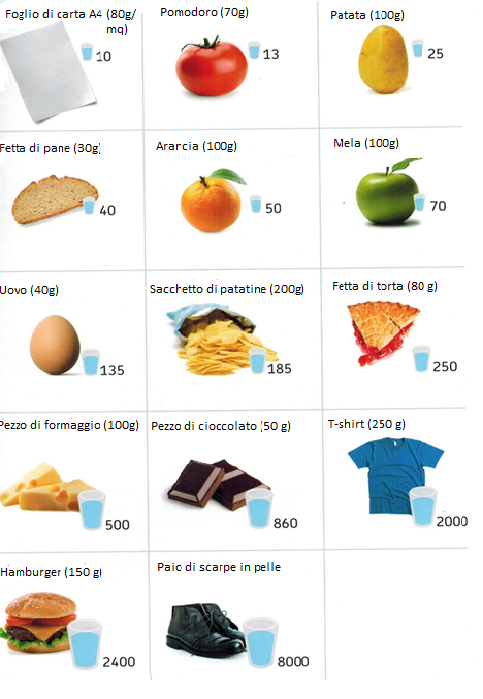 Foglio di carta A4 (80g/
mq)
10
Pomodoro (70g)
13
Patata (100g)
25
Fetta di pane (30g)
40
Arancia (100g)
50
Mela (100g)
70
Uovo (40g)
135
Sacchetto di patatine (200g)
185
Fetta di torta (80 g)
250
Pezzo di formaggio (100g)
500
Pezzo di cioccolato (50 g)
860
T-shirt (250 g)
2000
Hamburger (150 g)
2400
Paio di scarpe in pelle
8000